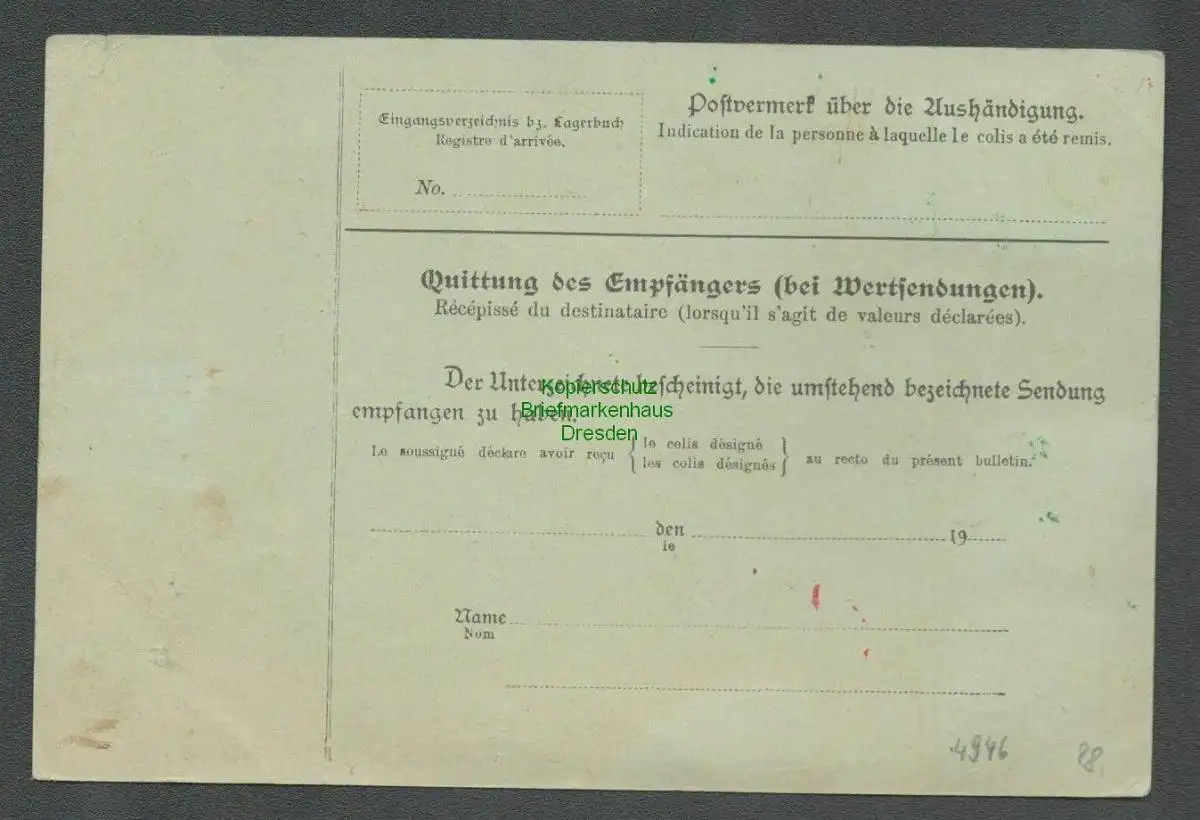 Eingangsverzeichnis bz. Lagerbuch
Registre d'arrivée.
No.
Postvermerk über die Aushändigung.
Indication de la personne à laquelle le colis a été remis.
Quittung des Empfängers (bei Wertsendungen).
Récépissé du destinataire (lorsqu'il s'agit de valeurs déclarées).
Der Unterzeichnete bescheinigt, die umstehend bezeichnete Sendung
empfangen zu haben.
Kopierschutz
Briefmarkenhaus
Dresden
Le soussigné déclare avoir reçu { le colis désigné } au recto du présent bulletin.
les colis désignés
den 19
le
Name
Nom
4946 28.